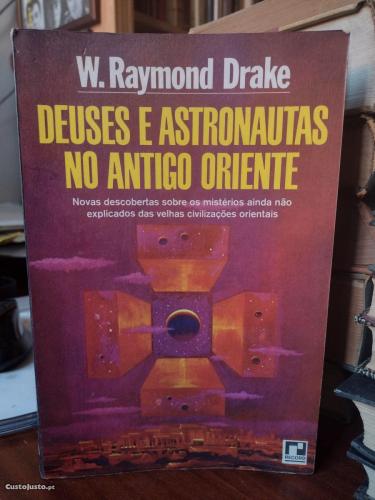 W. Raymond Drake
DEUSES E ASTRONAUTAS
NO ANTIGO ORIENTE
Novas descobertas sobre os mistérios ainda não
explicados das velhas civilizações orientais
RECORD
CustoJusto.pt